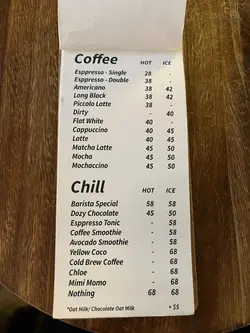 Coffee HOT ICE
Esppresso - Single 28 -
Esppresso - Double 38 -
Americano 38 42
Long Black 38 42
Piccolo Latte 38 -
Dirty - 40
Flat White 40 -
Cappuccino 40 45
Latte 40 45
Matcha Latte 45 50
Mocha 45 50
Mochaccino 45 50
Chill HOT ICE
Barista Special 58 58
Dozy Chocolate 45 50
Espresso Tonic - 58
Coffee Smoothie - 58
Avocado Smoothie - 58
Yellow Coco - 68
Cold Brew Coffee - 68
Chloe - 68
Mimi Momo - 68
Nothing 68 68
*Oat Milk/ Chocolate Oat Milk + $5